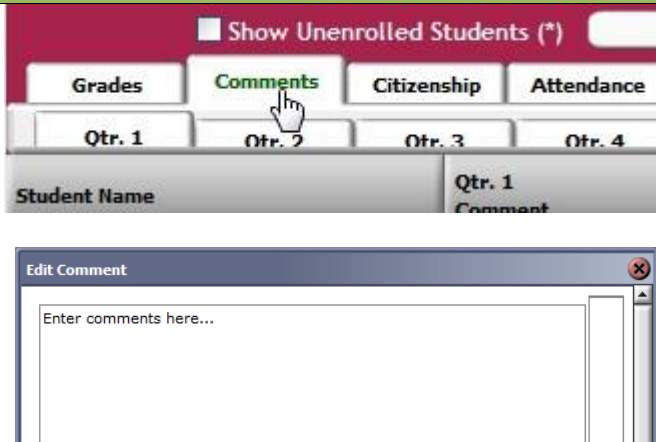 Show Unenrolled Students (*)
Grades Comments Citizenship Attendance
Qtr. 1 Qtr. 2 Qtr. 3 Qtr. 4
Student Name Qtr. 1
Comment
Edit Comment
Enter comments here...